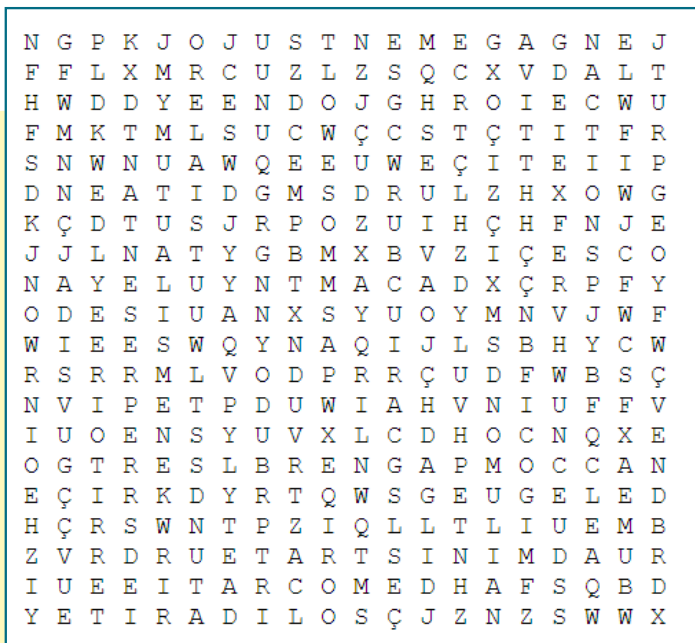 N G P K J O J U S T N E M E G A G N E J
F F L X M R C U Z L Z S Q C X V D A L T
H W D D Y E E N D O J G H R O I E C W U
F M K T M L S U C W Ç C S T Ç T I T F R
S N W N U A W Q E E U W E Ç I T E I I P
D N E A T I D G M S D R U L Z H X O W G
K Ç D T U S J R P O Z U I H Ç H F N J E
J J L N A T Y G B M X B V Z I Ç E S C O
N A Y E L U Y N T M A C A D X Ç R P F Y
O D E S I U A N X S Y U O Y M N V J W F
W I E E S W Q Y N A Q I J L S B H Y C W
R S R R M L V O D P R R Ç U D F W B S Ç
N V I P E T P D U W I A H V N I U F F V
I U O E N S Y U V X L C D H O C N Q X E
O G T R E S L B R E N G A P M O C C A N
E Ç I R K D Y R T Q W S G E U G E L E D
H Ç R S W N T P Z I Q L L T L I U E M B
Z V R D R U E T A R T S I N I M D A U R
I U E E I T A R C O M E D H A F S Q B D
Y E T I R A D I L O S Ç J Z N Z S W W X